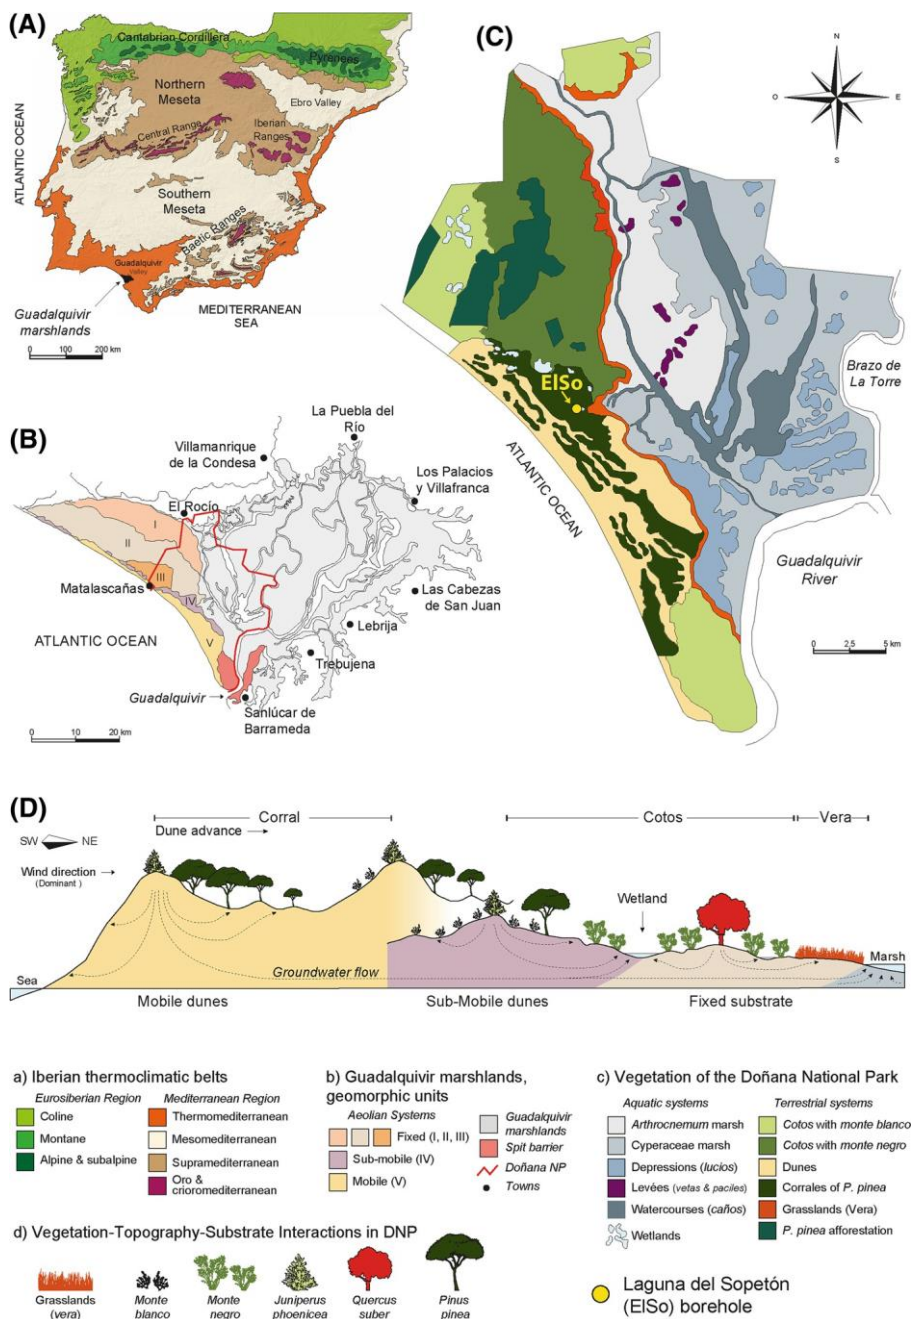 (A)
Cantabrian Cordillera
Pyrenees
Northern
Meseta
Ebro Valley
Central Range
Iberian
Ranges
ATLANTIC OCEAN
Southern
Meseta
Baetic Ranges
Guadalquivir
Valley
Guadalquivir
marshlands
MEDITERRANEAN
SEA
0 100 200 km
(B)
La Puebla del
Río
Villamanrique
de la Condesa
Los Palacios
y Villafranca
El Rocío
I
II
III
Matalascañas
IV
V
Las Cabezas
de San Juan
ATLANTIC OCEAN
Lebrija
Trebujena
Guadalquivir
Sanlúcar de
Barrameda
0 10 20 km
(C)
N
O E
S
ElSo
Brazo de
La Torre
ATLANTIC OCEAN
Guadalquivir
River
0 2,5 5 km
(D)
SW NE
Corral
Dune advance
Cotos
Vera
Wind direction
(Dominant)
Wetland
Groundwater flow
Sea
Marsh
Mobile dunes
Sub-Mobile dunes
Fixed substrate
a) Iberian thermoclimatic belts
Eurosiberian Region
Coline
Montane
Alpine & subalpine
Mediterranean Region
Thermomediterranean
Mesomediterranean
Supramediterranean
Oro &
crioromediterranean
b) Guadalquivir marshlands,
geomorphic units
Aeolian Systems
Fixed (I, II, III)
Sub-mobile (IV)
Mobile (V)
Guadalquivir
marshlands
Spit barrier
Doñana NP
Towns
c) Vegetation of the Doñana National Park
Aquatic systems
Arthrocnemum marsh
Cyperaceae marsh
Depressions (lucios)
Levées (vetas & paciles)
Watercourses (caños)
Wetlands
Terrestrial systems
Cotos with monte blanco
Cotos with monte negro
Dunes
Corrales of P. pinea
Grasslands (Vera)
P. pinea afforestation
d) Vegetation-Topography-Substrate Interactions in DNP
Grasslands
(vera)
Monte
blanco
Monte
negro
Juniperus
phoenicea
Quercus
suber
Pinus
pinea
Laguna del Sopetón
(ElSo) borehole